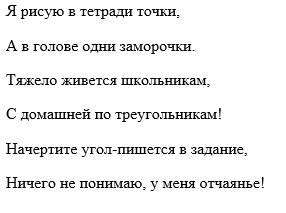 Я рисую в тетради точки,
А в голове одни заморочки.
Тяжело живется школьникам,
С домашней по треугольникам!
Начертите угол-пишется в задание,
Ничего не понимаю, у меня отчаянье!